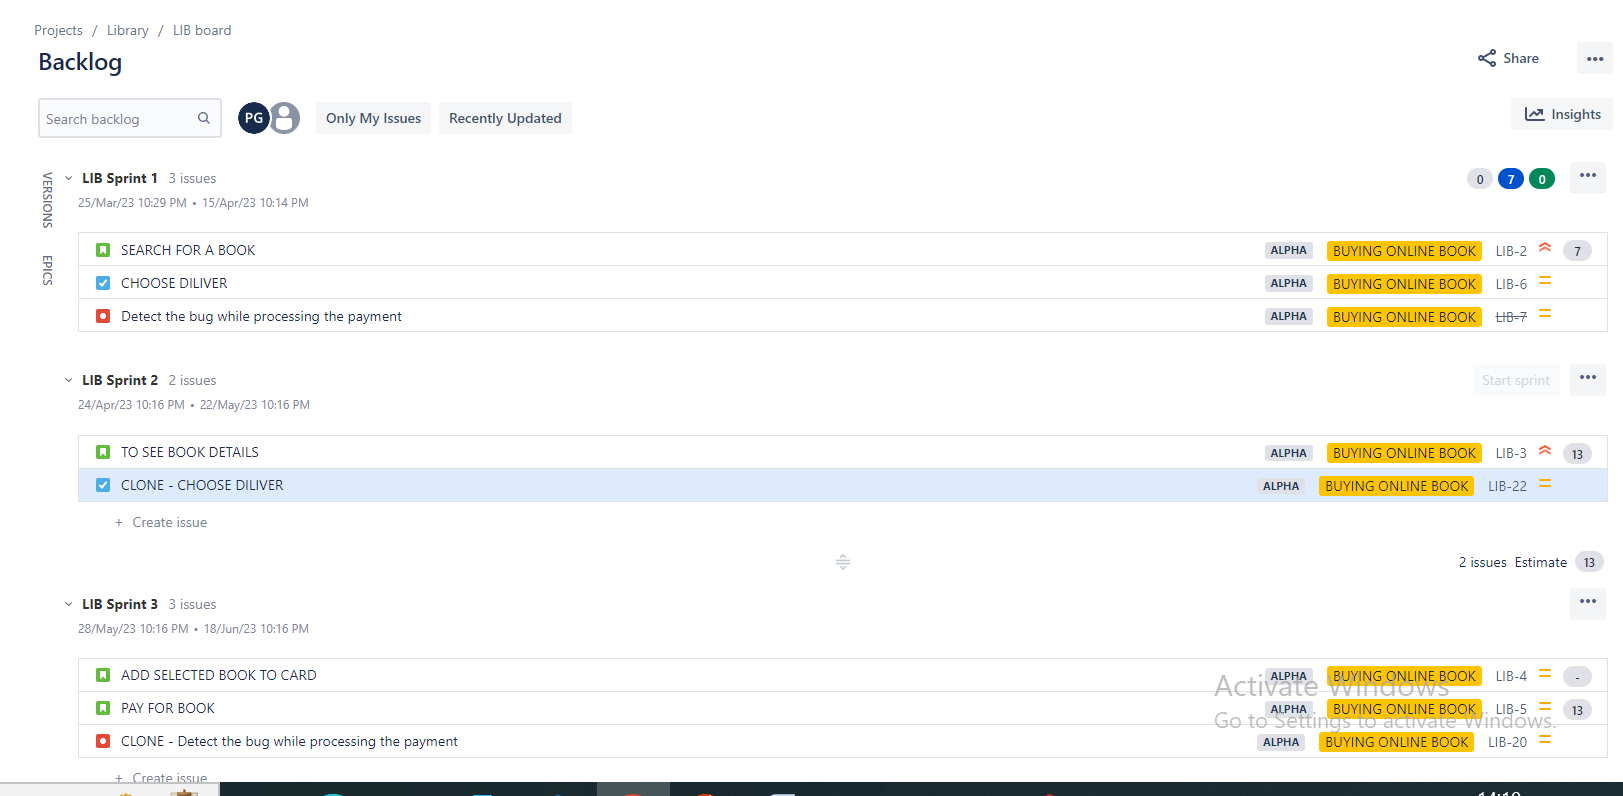 Projects / Library / LIB board
Backlog
Share
Search backlog
PG
Only My Issues
Recently Updated
Insights
VERSIONS
EPICS
LIB Sprint 1 3 issues
0 7 0
25/Mar/23 10:29 PM • 15/Apr/23 10:14 PM
SEARCH FOR A BOOK ALPHA BUYING ONLINE BOOK LIB-2 7
CHOOSE DILIVER ALPHA BUYING ONLINE BOOK LIB-6
Detect the bug while processing the payment ALPHA BUYING ONLINE BOOK LIB-7
LIB Sprint 2 2 issues
Start sprint
24/Apr/23 10:16 PM • 22/May/23 10:16 PM
TO SEE BOOK DETAILS ALPHA BUYING ONLINE BOOK LIB-3 13
CLONE - CHOOSE DILIVER ALPHA BUYING ONLINE BOOK LIB-22
+ Create issue
2 issues Estimate 13
LIB Sprint 3 3 issues
28/May/23 10:16 PM • 18/Jun/23 10:16 PM
ADD SELECTED BOOK TO CARD ALPHA BUYING ONLINE BOOK LIB-4 -
Activate Windows
PAY FOR BOOK ALPHA BUYING ONLINE BOOK LIB-5 13
Go to Settings to activate Windows.
CLONE - Detect the bug while processing the payment ALPHA BUYING ONLINE BOOK LIB-20
+ Create issue